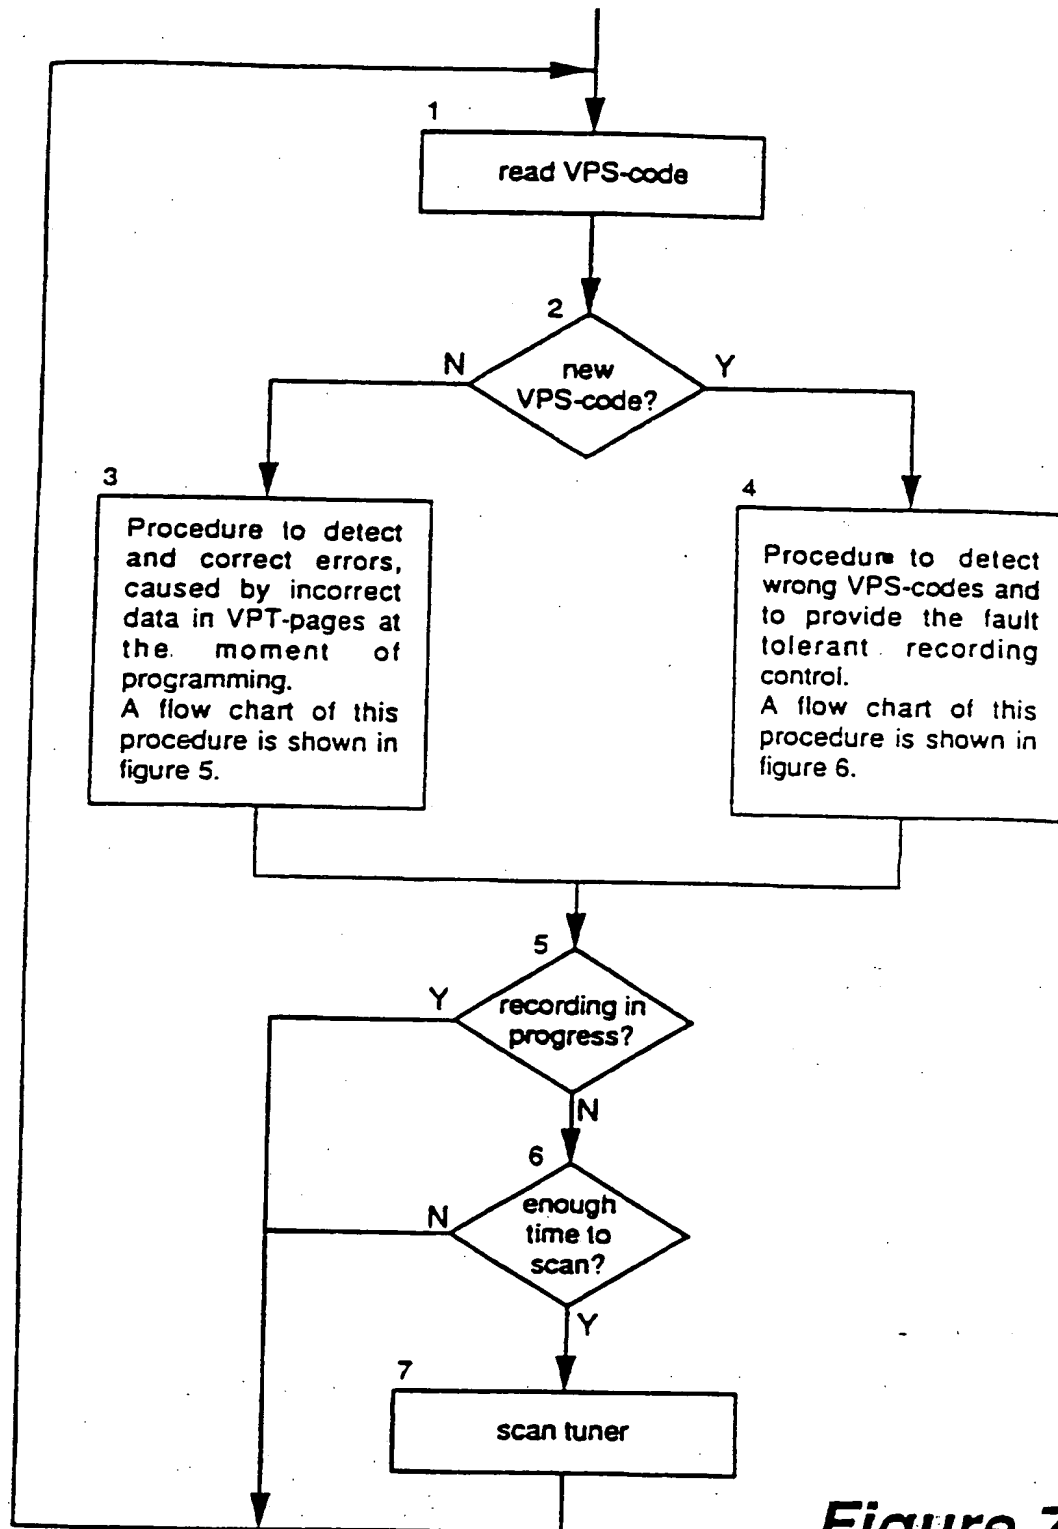 1
read VPS-code
2
N
Y
new
VPS-code?
3
Procedure to detect
and correct errors,
caused by incorrect
data in VPT-pages at
the moment of
programming.
A flow chart of this
procedure is shown in
figure 5.
4
Procedure to detect
wrong VPS-codes and
to provide the fault
tolerant recording
control.
A flow chart of this
procedure is shown in
figure 6.
5
Y
recording in
progress?
N
6
N
enough
time to
scan?
Y
7
scan tuner
Figure